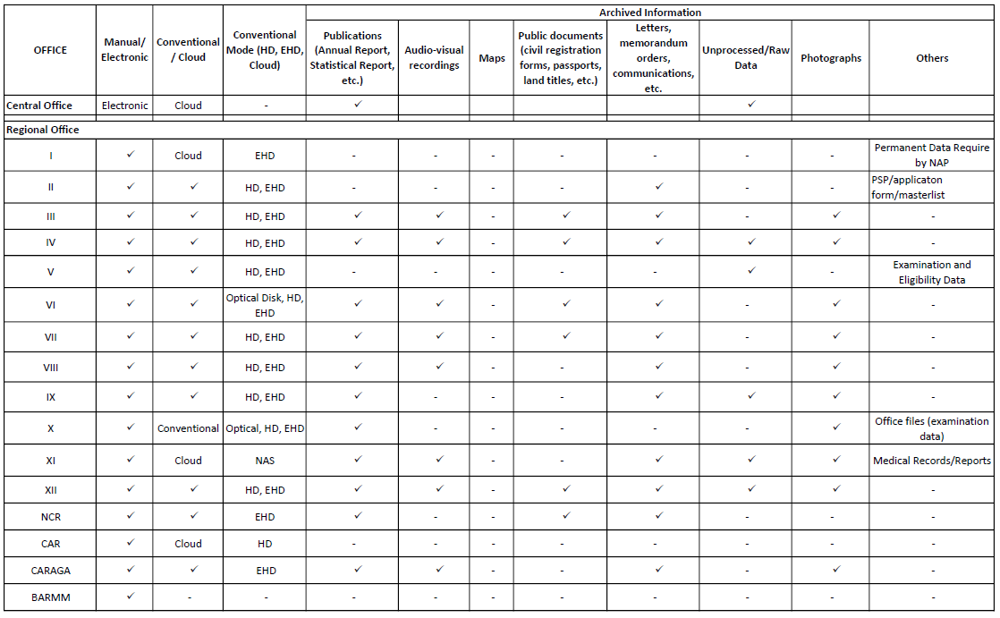 Archived Information
OFFICE
Manual/
Electronic
Conventional
/ Cloud
Conventional
Mode (HD, EHD,
Cloud)
Publications
(Annual Report,
Statistical Report,
etc.)
Audio-visual
recordings
Maps
Public documents
(civil registration
forms, passports,
land titles, etc.)
Letters,
memorandum
orders,
communications,
etc.
Unprocessed/Raw
Data
Photographs
Others
Central Office Electronic Cloud - ✓ ✓
Regional Office
I ✓ Cloud EHD - - - - - - - Permanent Data Require
by NAP
II ✓ ✓ HD, EHD - - - - ✓ - - PSP/applicaton
form/masterlist
III ✓ ✓ HD, EHD ✓ ✓ - ✓ ✓ - ✓ -
IV ✓ ✓ HD, EHD ✓ ✓ - ✓ ✓ ✓ ✓ -
V ✓ ✓ HD, EHD - - - - - ✓ - Examination and
Eligibility Data
VI ✓ ✓ Optical Disk, HD,
EHD ✓ ✓ - ✓ ✓ - ✓ -
VII ✓ ✓ HD, EHD ✓ ✓ - ✓ ✓ - ✓ -
VIII ✓ ✓ HD, EHD ✓ ✓ - - ✓ - ✓ -
IX ✓ ✓ HD, EHD ✓ - - - ✓ ✓ ✓ -
X ✓ Conventional Optical, HD, EHD ✓ - - - - - ✓ Office files (examination
data)
XI ✓ Cloud NAS ✓ ✓ - - ✓ ✓ ✓ Medical Records/Reports
XII ✓ ✓ HD, EHD ✓ ✓ - ✓ ✓ ✓ ✓ -
NCR ✓ ✓ EHD ✓ - - ✓ ✓ - - -
CAR ✓ Cloud HD - - - - - - - -
CARAGA ✓ ✓ EHD ✓ ✓ - - ✓ - ✓ -
BARMM ✓ - - - - - - - - - -